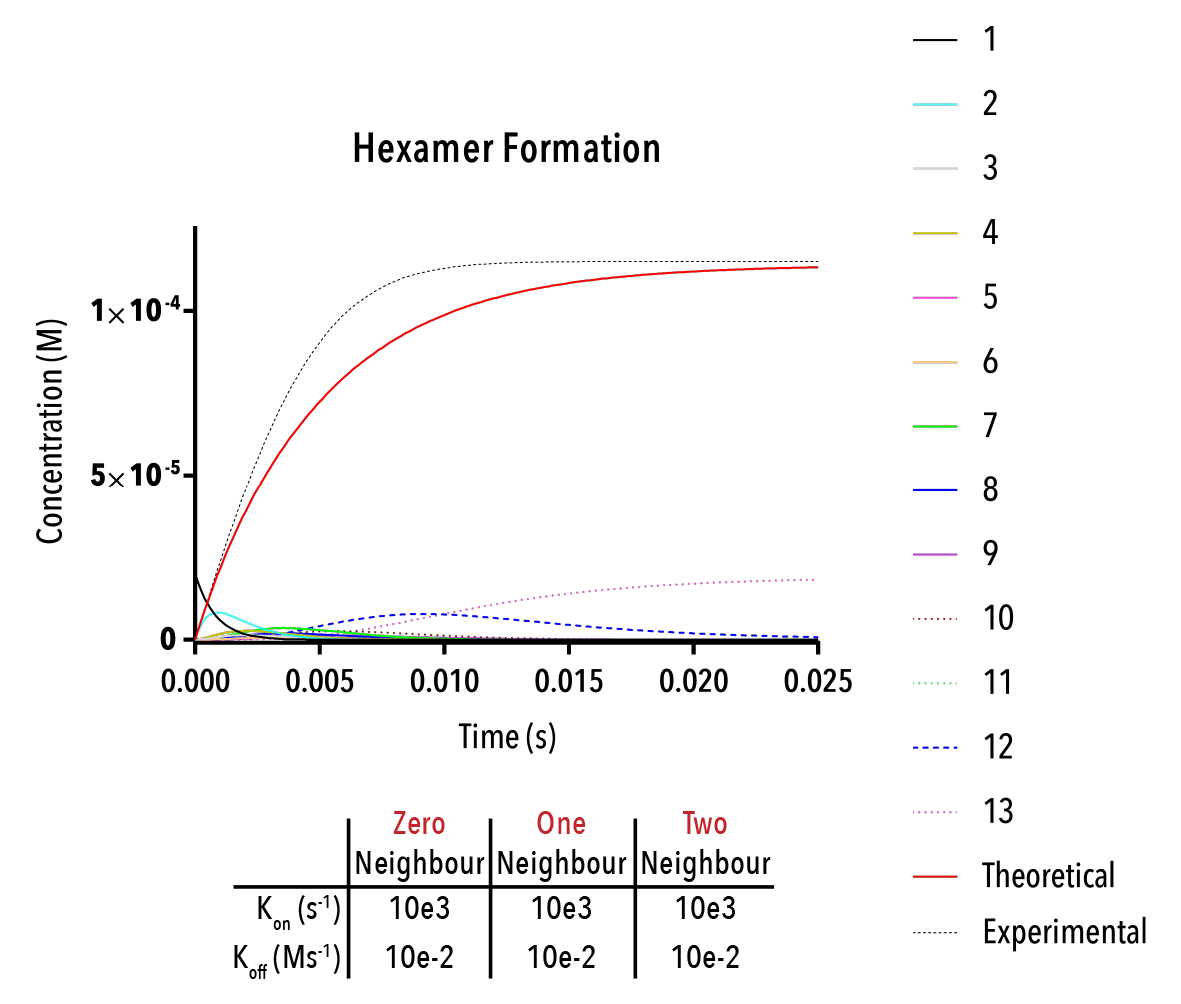 Hexamer Formation
Concentration (M)
1×10⁻⁴
5×10⁻⁵
0
0.000 0.005 0.010 0.015 0.020 0.025
Time (s)
1
2
3
4
5
6
7
8
9
10
11
12
13
Theoretical
Experimental
Zero One Two
Neighbour Neighbour Neighbour
Kon (s⁻¹) 10e3 10e3 10e3
Koff (Ms⁻¹) 10e-2 10e-2 10e-2